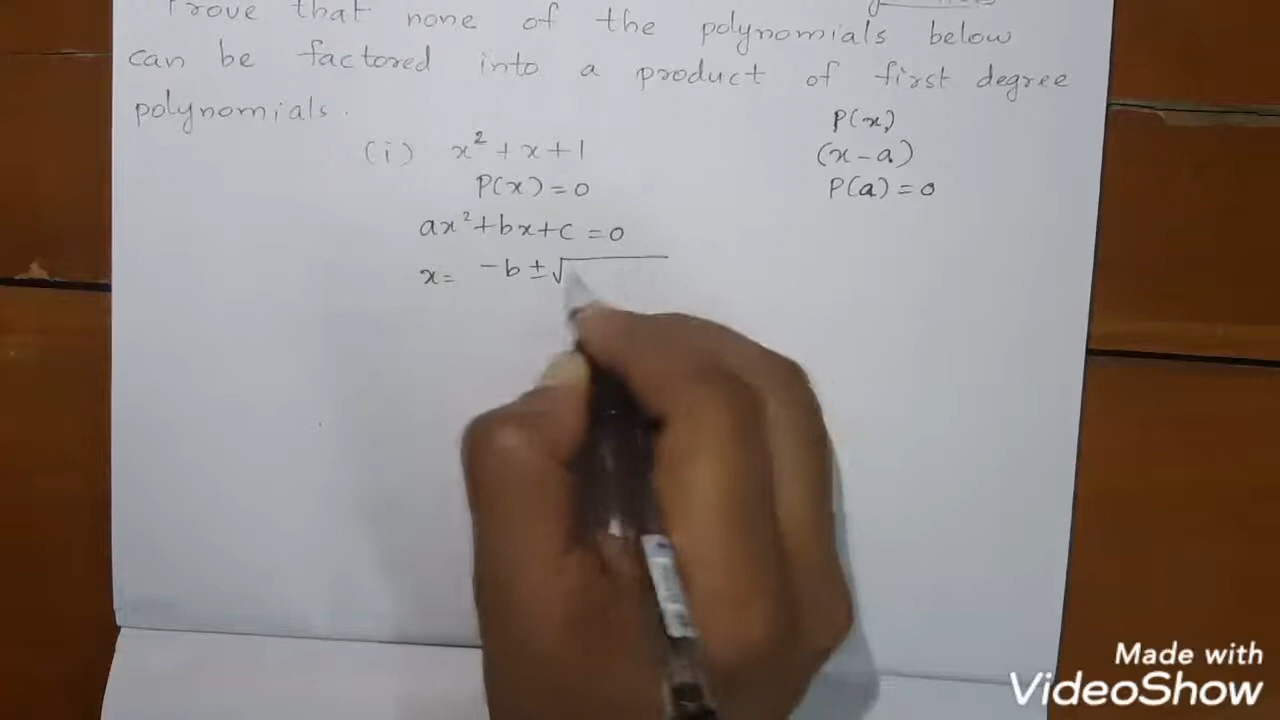 Prove that none of the polynomials below
can be factored into a product of first degree
polynomials.
(i) x² + x + 1
P(x) = 0
ax² + bx + c = 0
x = -b ± √
P(x)
(x - a)
P(a) = 0
Made with
VideoShow